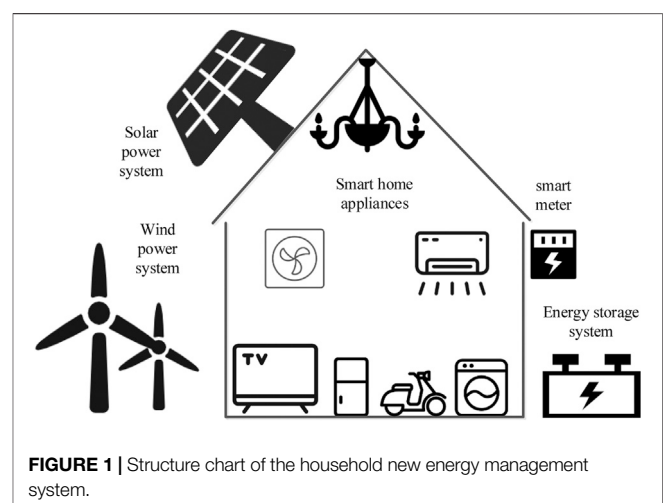 Solar
power
system
Smart home
appliances
smart
meter
Wind
power
system
Energy storage
system
TV
FIGURE 1 | Structure chart of the household new energy management
system.